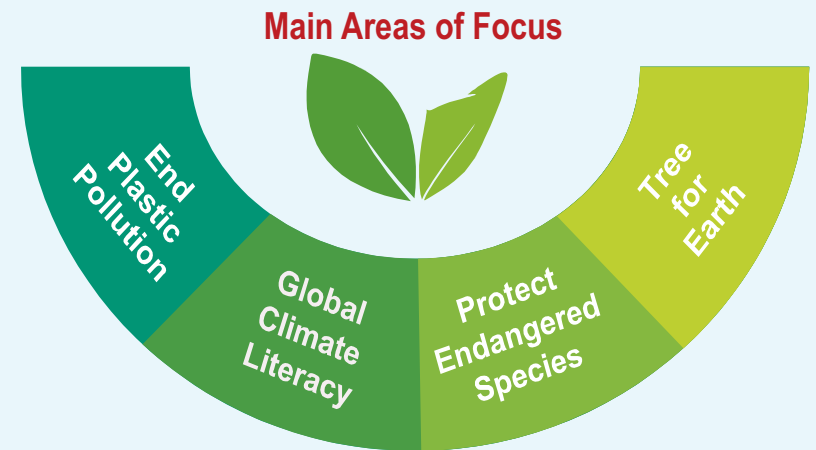 Main Areas of Focus
End
Plastic
Pollution
Global
Climate
Literacy
Protect
Endangered
Species
Tree
for
Earth